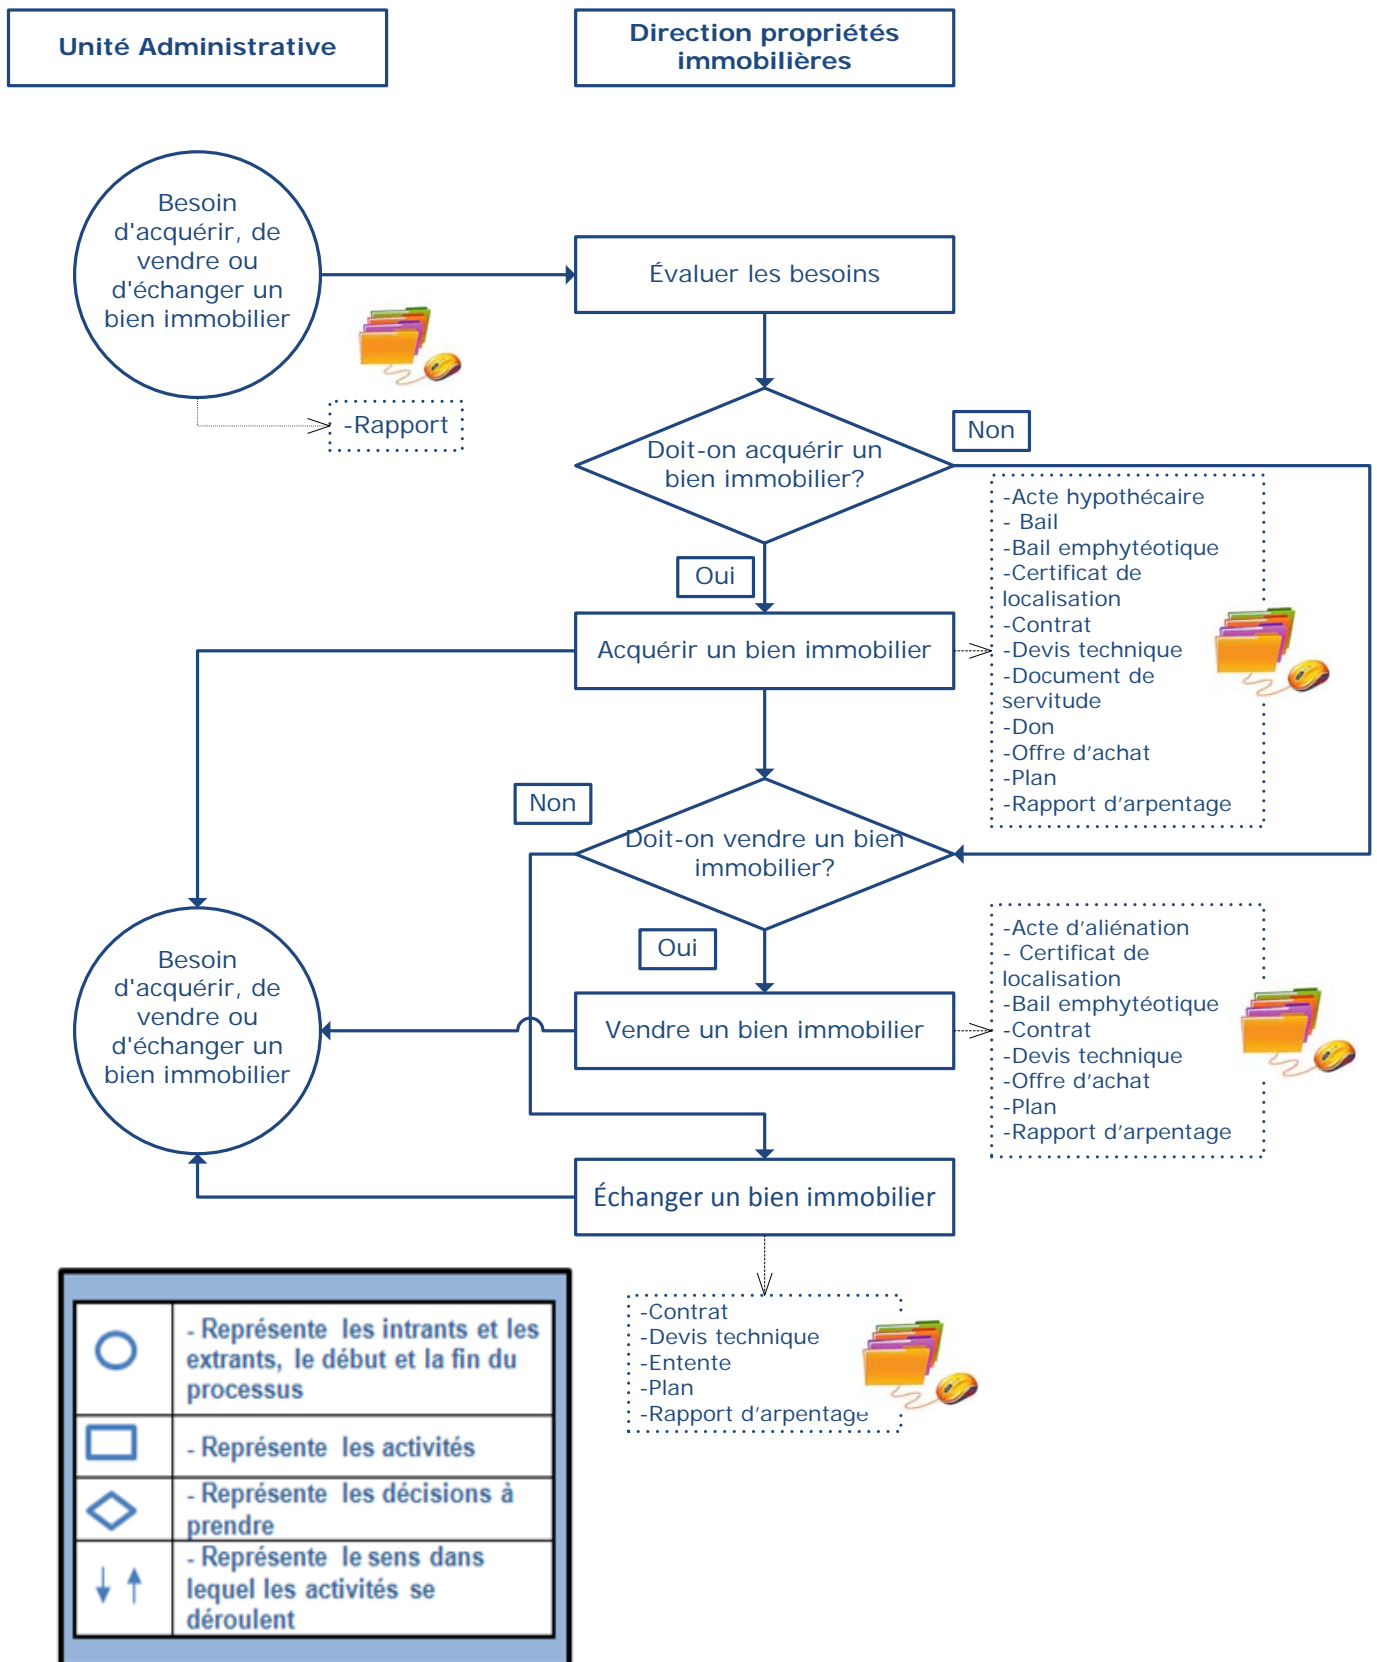 Unité Administrative
Direction propriétés
immobilières
Besoin
d'acquérir, de
vendre ou
d'échanger un
bien immobilier
Évaluer les besoins
-Rapport
Doit-on acquérir un
bien immobilier?
Non
Oui
Acquérir un bien immobilier
-Acte hypothécaire
- Bail
-Bail emphytéotique
-Certificat de
localisation
-Contrat
-Devis technique
-Document de
servitude
-Don
-Offre d'achat
-Plan
-Rapport d'arpentage
Non
Doit-on vendre un bien
immobilier?
Oui
Besoin
d'acquérir, de
vendre ou
d'échanger un
bien immobilier
Vendre un bien immobilier
-Acte d'aliénation
- Certificat de
localisation
-Bail emphytéotique
-Contrat
-Devis technique
-Offre d'achat
-Plan
-Rapport d'arpentage
Échanger un bien immobilier
-Contrat
-Devis technique
-Entente
-Plan
-Rapport d'arpentage
- Représente les intrants et les
extrants, le début et la fin du
processus
- Représente les activités
- Représente les décisions à
prendre
- Représente le sens dans
lequel les activités se
déroulent